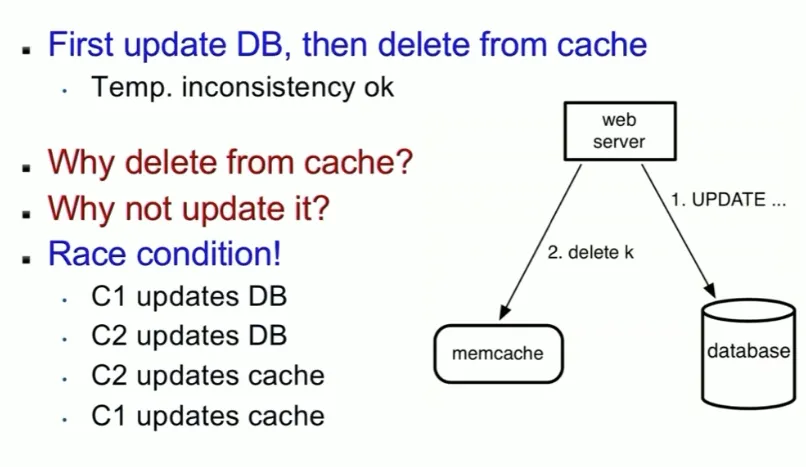 First update DB, then delete from cache
Temp. inconsistency ok
Why delete from cache?
Why not update it?
Race condition!
C1 updates DB
C2 updates DB
C2 updates cache
C1 updates cache
web
server
1. UPDATE ...
2. delete k
memcache
database